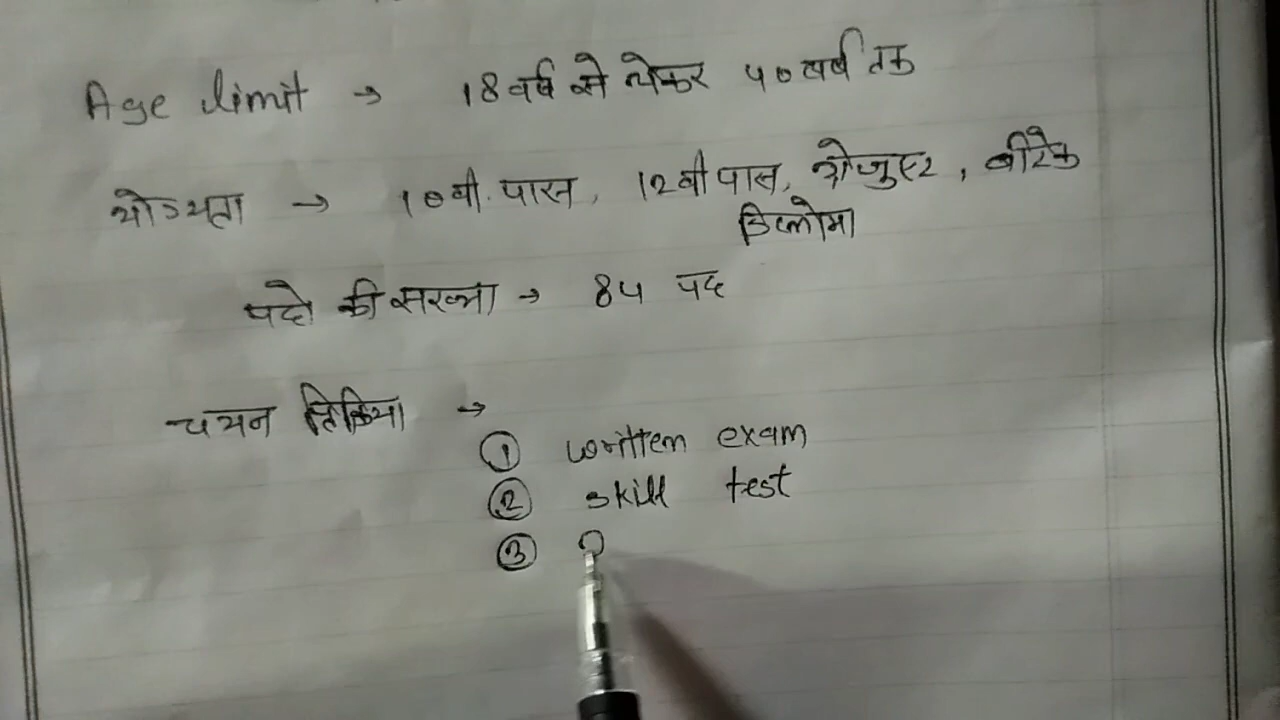 Age limit → 18 वर्ष से लेकर 40 वर्ष तक
योग्यता → 10वी. पास, 12वी पास, ग्रेजुएट, बीटेक
डिप्लोमा
पदो की सख्या → 84 पद
चयन →
① written exam
② skill test
③